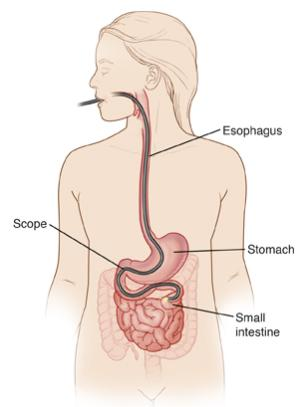 Esophagus
Scope
Stomach
Small
intestine